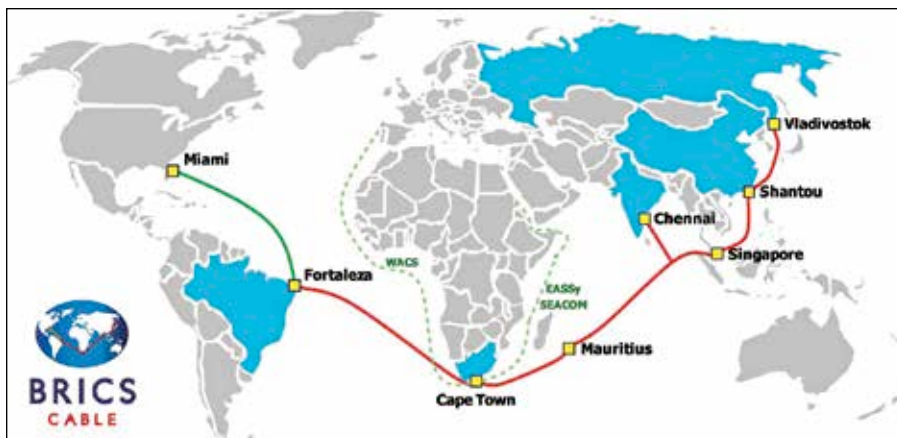 Vladivostok
Miami
Shantou
Chennai
WACS
Singapore
Fortaleza
EASSy
SEACOM
Mauritius
BRICS
CABLE
Cape Town